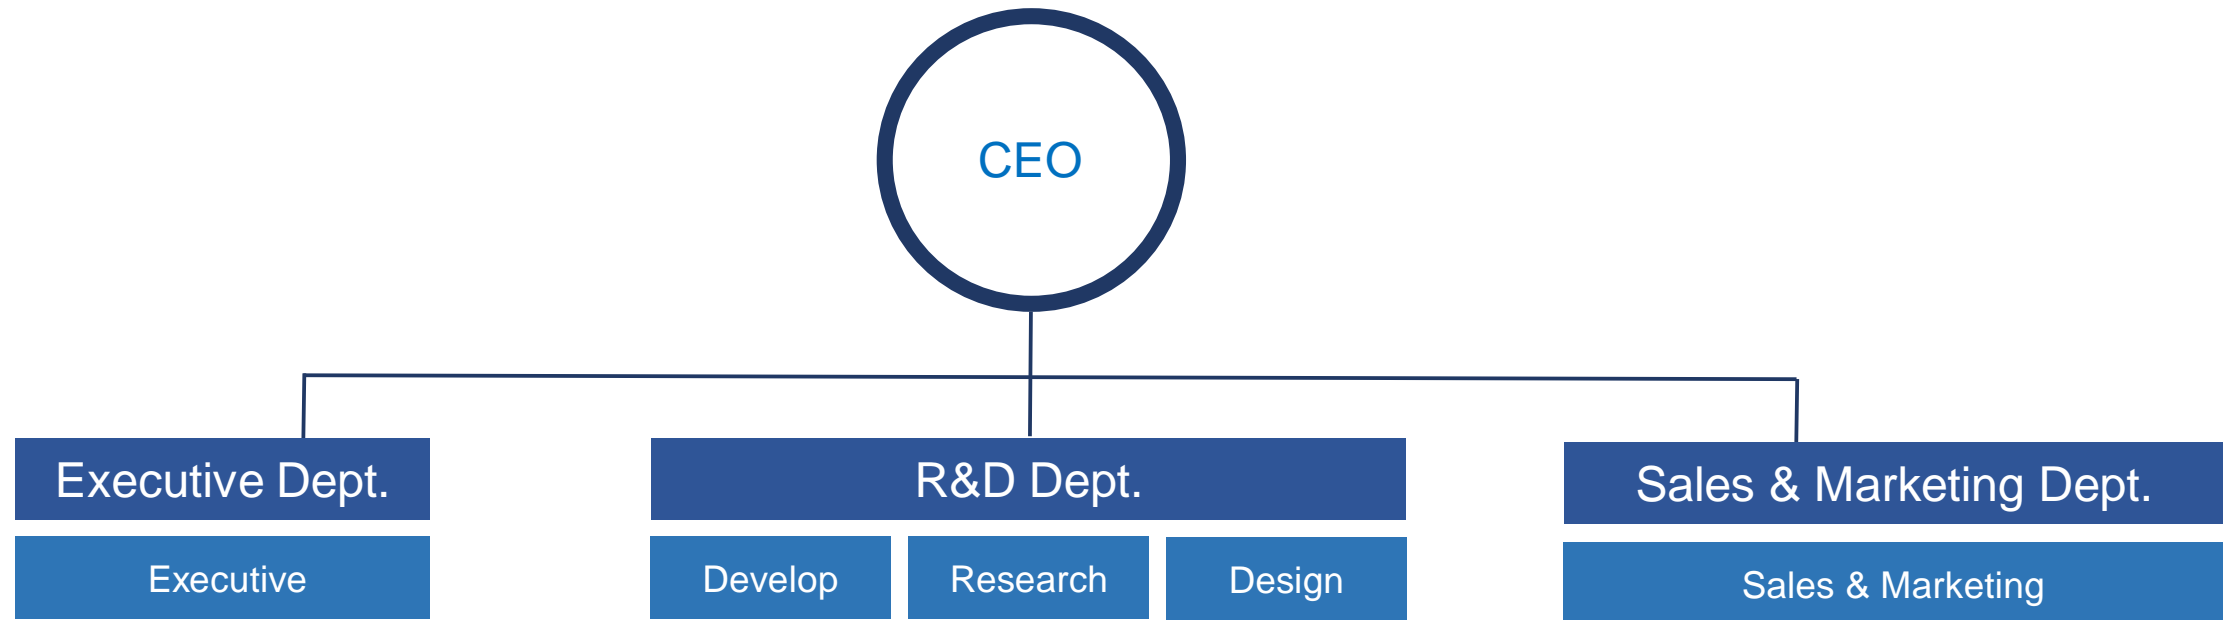 CEO
Executive Dept.
R&D Dept.
Sales & Marketing Dept.
Executive
Develop
Research
Design
Sales & Marketing